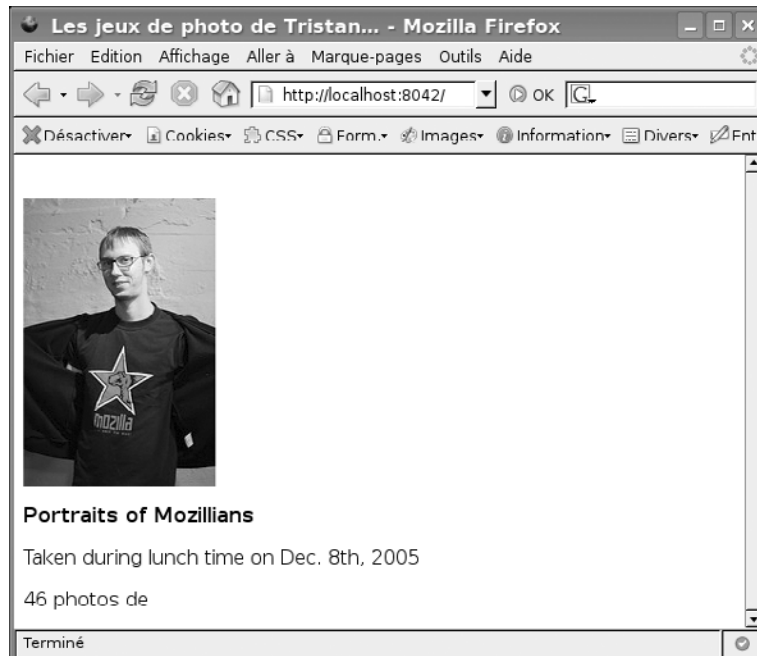 Les jeux de photo de Tristan... - Mozilla Firefox
Fichier Edition Affichage Aller à Marque-pages Outils Aide
http://localhost:8042/ OK G
Désactiver Cookies CSS Form. Images Information Divers Ent
mozilla
Portraits of Mozillians
Taken during lunch time on Dec. 8th, 2005
46 photos de
Terminé